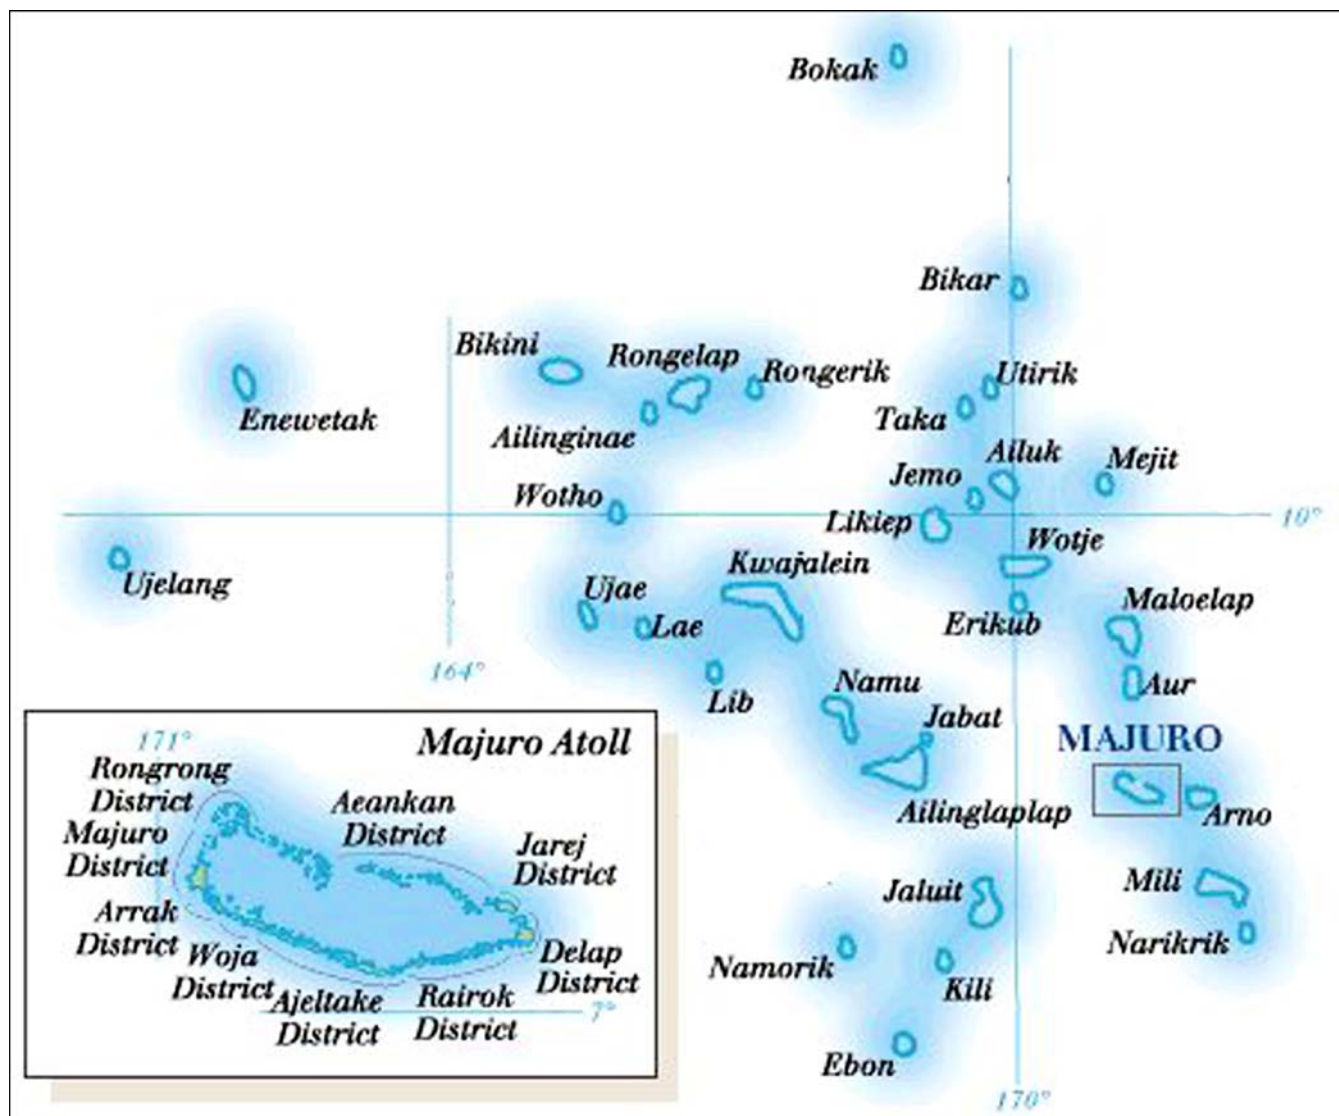 Bokak
Bikar
Bikini
Rongelap
Rongerik
Utirik
Enewetak
Ailinginae
Taka
Ailuk
Mejit
Jemo
Wotho
Likiep
10°
Wotje
Ujelang
Ujae
Kwajalein
Lae
Erikub
Maloelap
164°
Lib
Namu
Aur
Jabat
MAJURO
Ailinglaplap
Arno
Jaluit
Mili
Namorik
Kili
Narikrik
Ebon
170°
Majuro Atoll
171°
Rongrong
District
Aeankan
District
Majuro
District
Jarej
District
Arrak
District
Woja
District
Delap
District
Ajeltake
District
Rairok
District
7°